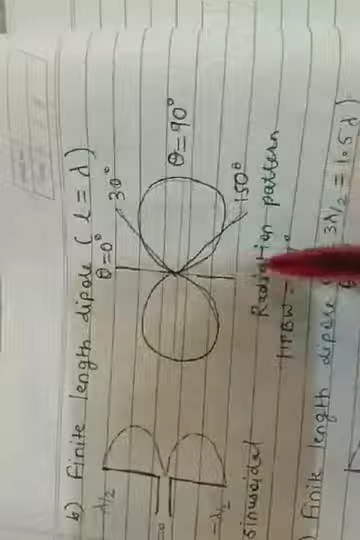 b) Finite length dipole (l = λ)
θ=0°
30°
θ=90°
150°
λ/2
-λ/2
sinusoidal
Radiation pattern
HPBW =
) Finite length dipole 3λ/2 = 1.5λ)